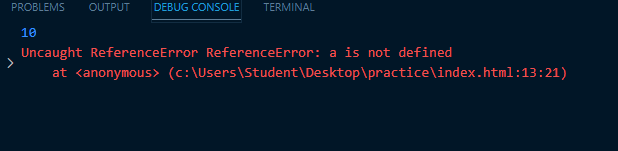 PROBLEMS OUTPUT DEBUG CONSOLE TERMINAL
10
Uncaught ReferenceError ReferenceError: a is not defined
at <anonymous> (c:\Users\Student\Desktop\practice\index.html:13:21)